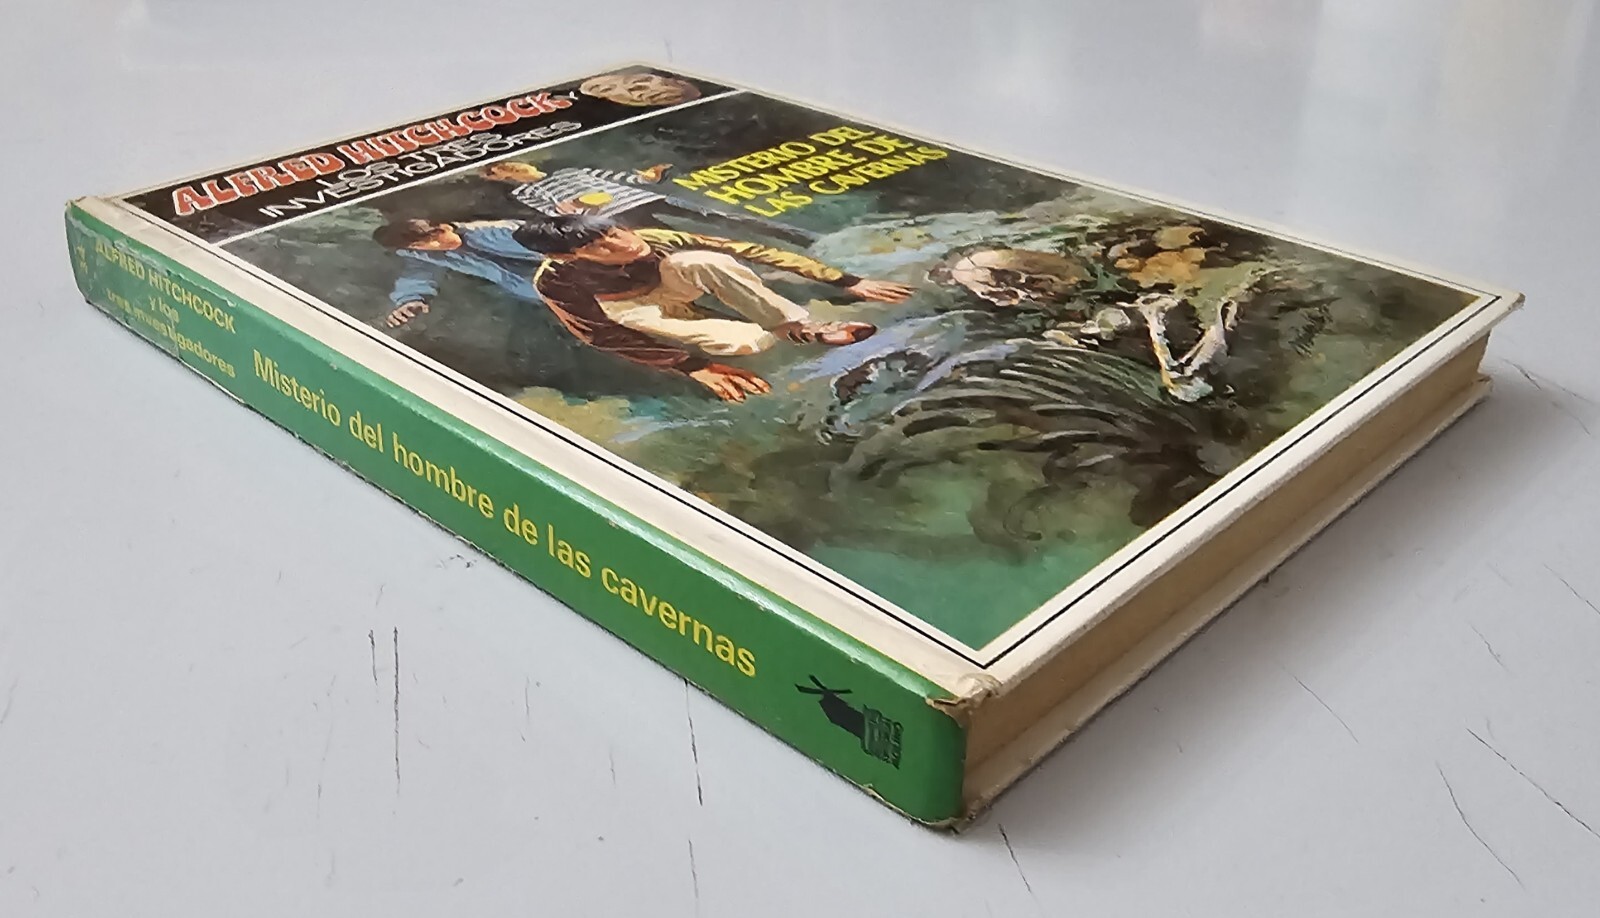 ALFRED HITCHCOCK Y
LOS TRES
INVESTIGADORES
MISTERIO DEL
HOMBRE DE
LAS CAVERNAS
ALFRED HITCHCOCK
y los
tres investigadores
Misterio del hombre de las cavernas
MOLINO